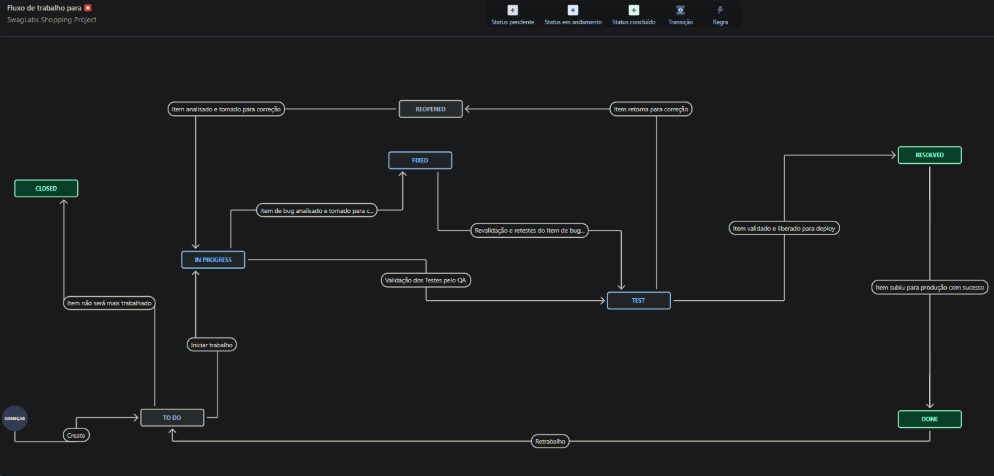 Fluxo de trabalho para
SwagLabs Shopping Project
Status pendente
Status em andamento
Status concluído
Transição
Regra
Item analisado e tomado para correção
REOPENED
Item retorna para correção
FIXED
RESOLVED
CLOSED
Item de bug analisado e tomado para c...
Revalidação e retestes do item de bug...
Item validado e liberado para deploy
IN PROGRESS
Validação dos Testes pelo QA
Item subiu para produção com sucesso
TEST
Item não será mais trabalhado
Iniciar trabalho
COMEÇAR
TO DO
DONE
Create
Retrabalho